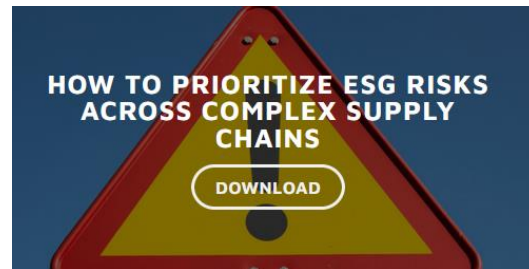 HOW TO PRIORITIZE ESG RISKS
ACROSS COMPLEX SUPPLY
CHAINS
DOWNLOAD